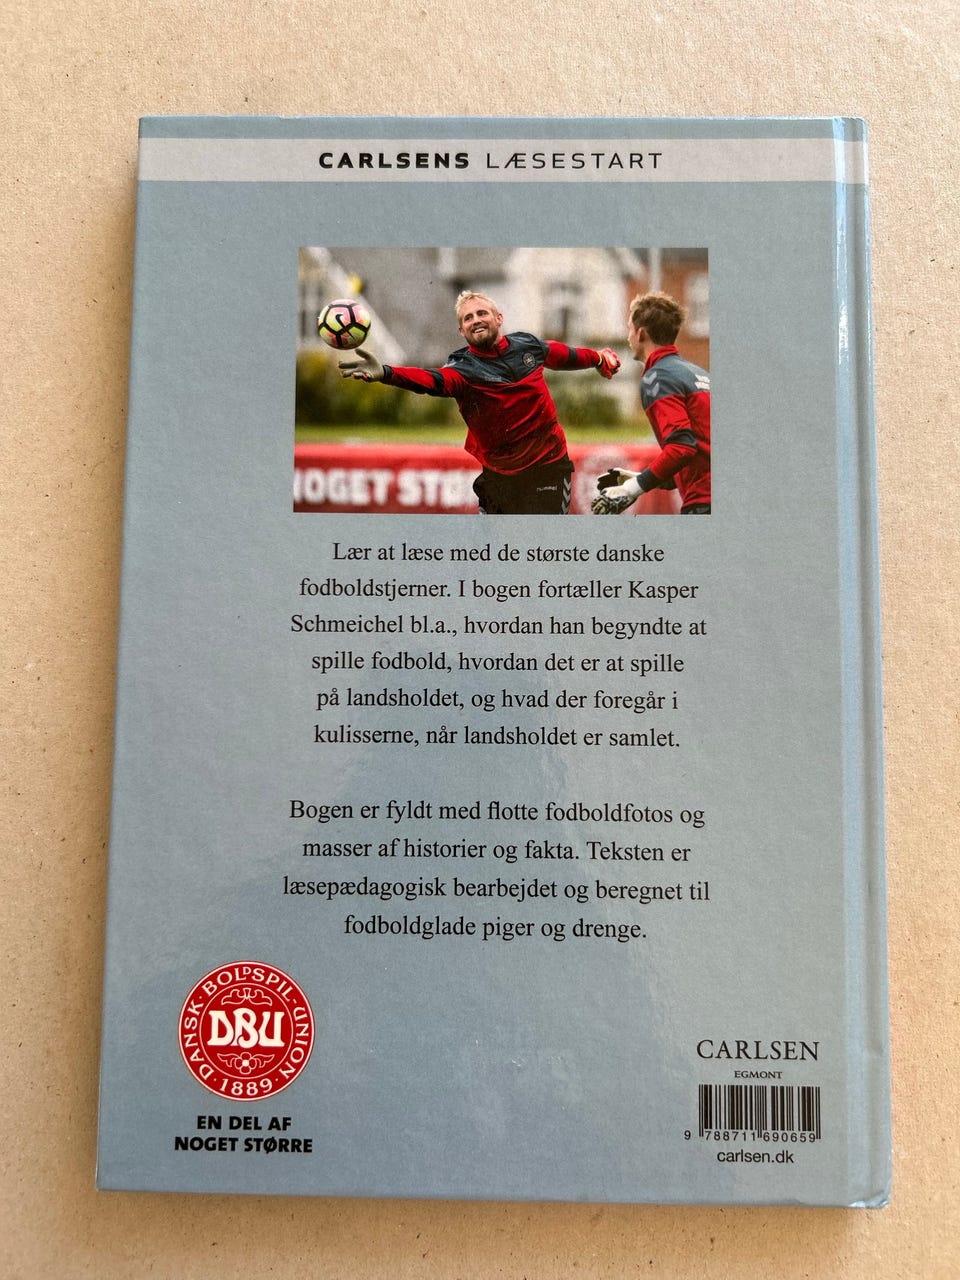 CARLSENS LÆSESTART
NOGET STØ
hummel
Lær at læse med de største danske
fodboldstjerner. I bogen fortæller Kasper
Schmeichel bl.a., hvordan han begyndte at
spille fodbold, hvordan det er at spille
på landsholdet, og hvad der foregår i
kulisserne, når landsholdet er samlet.
Bogen er fyldt med flotte fodboldfotos og
masser af historier og fakta. Teksten er
læsepædagogisk bearbejdet og beregnet til
fodboldglade piger og drenge.
DANSK·BOLDSPIL-UNION
DBU
·1889·
EN DEL AF
NOGET STØRRE
CARLSEN
EGMONT
9 788711 690659
carlsen.dk